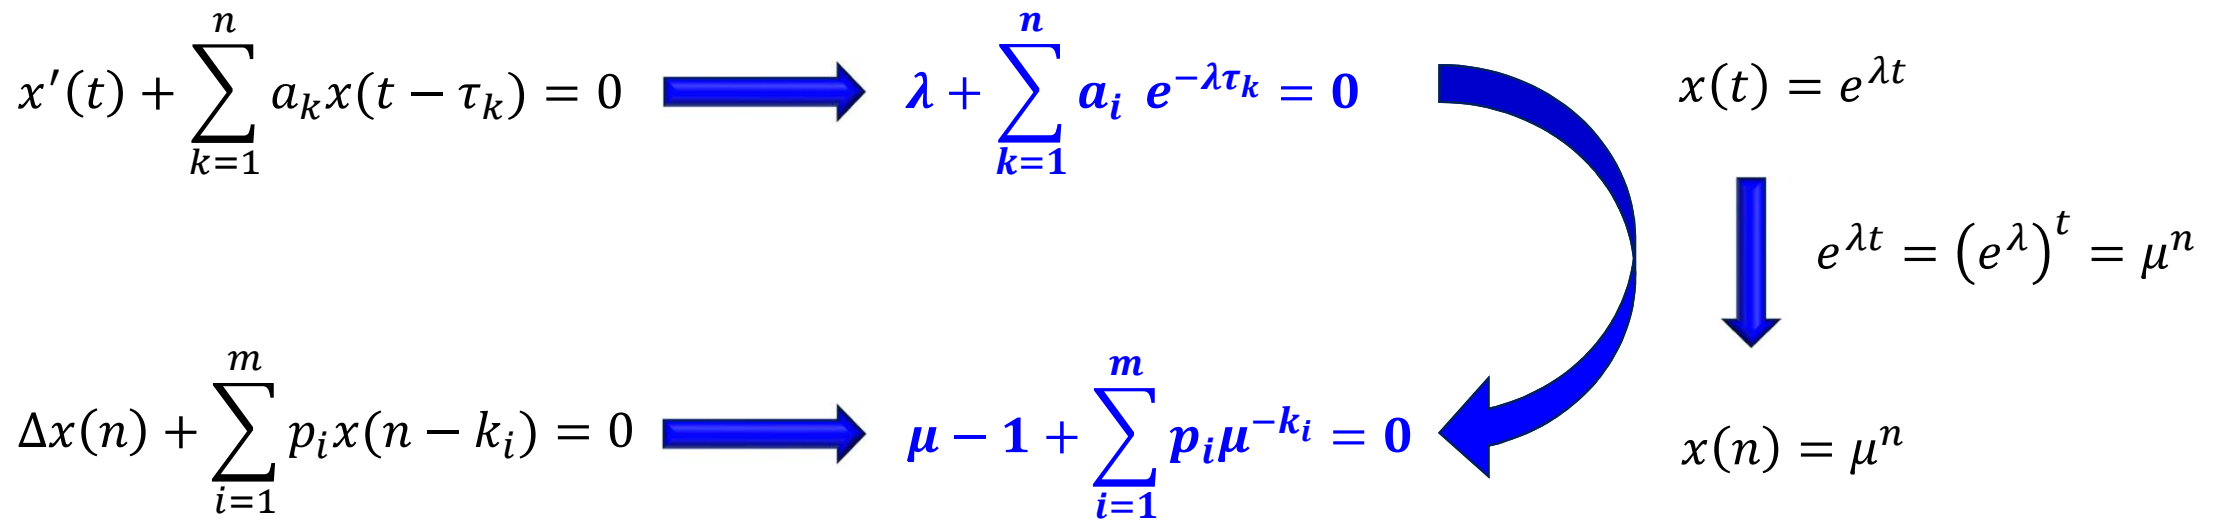 x′(t) + ∑_{k=1}^{n} a_k x(t − τ_k) = 0
λ + ∑_{k=1}^{n} a_i e^{−λτ_k} = 0
x(t) = e^{λt}
e^{λt} = (e^λ)^t = μ^n
Δx(n) + ∑_{i=1}^{m} p_i x(n − k_i) = 0
μ − 1 + ∑_{i=1}^{m} p_i μ^{−k_i} = 0
x(n) = μ^n